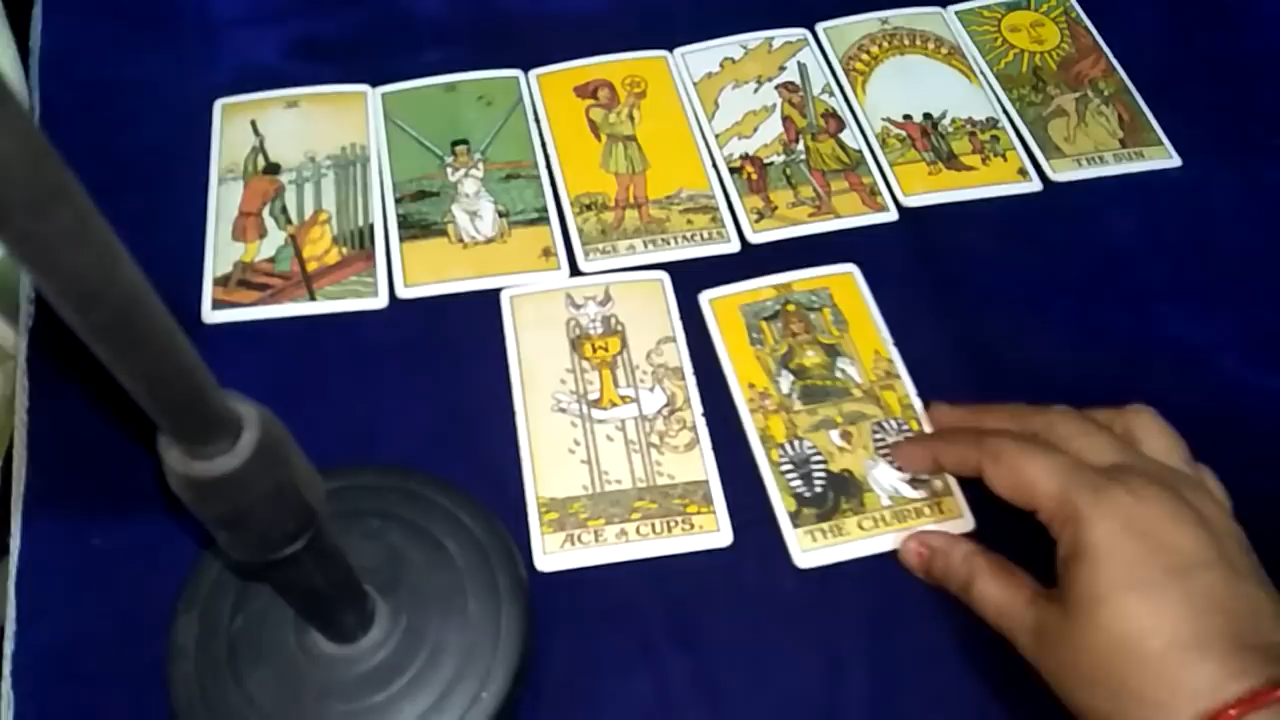 X
PAGE of PENTACLES
THE SUN
ACE of CUPS.
THE CHARIOT.